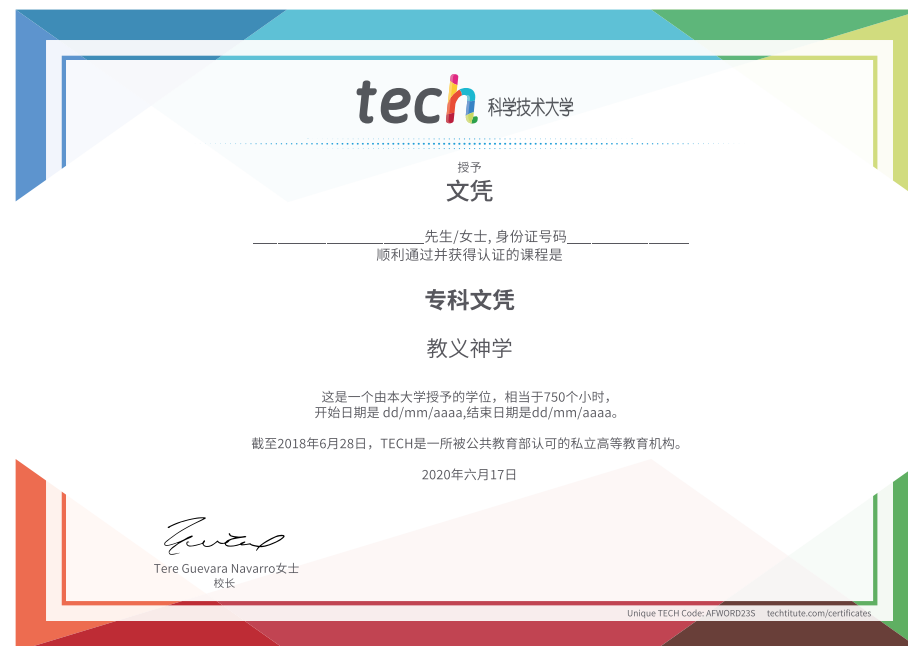 tech 科学技术大学
授予
文凭
______________________先生/女士, 身份证号码________________
顺利通过并获得认证的课程是
专科文凭
教义神学
这是一个由本大学授予的学位，相当于750个小时，
开始日期是 dd/mm/aaaa,结束日期是dd/mm/aaaa。
截至2018年6月28日，TECH是一所被公共教育部认可的私立高等教育机构。
2020年六月17日
Tere Guevara Navarro女士
校长
Unique TECH Code: AFWORD23S techtitute.com/certificates